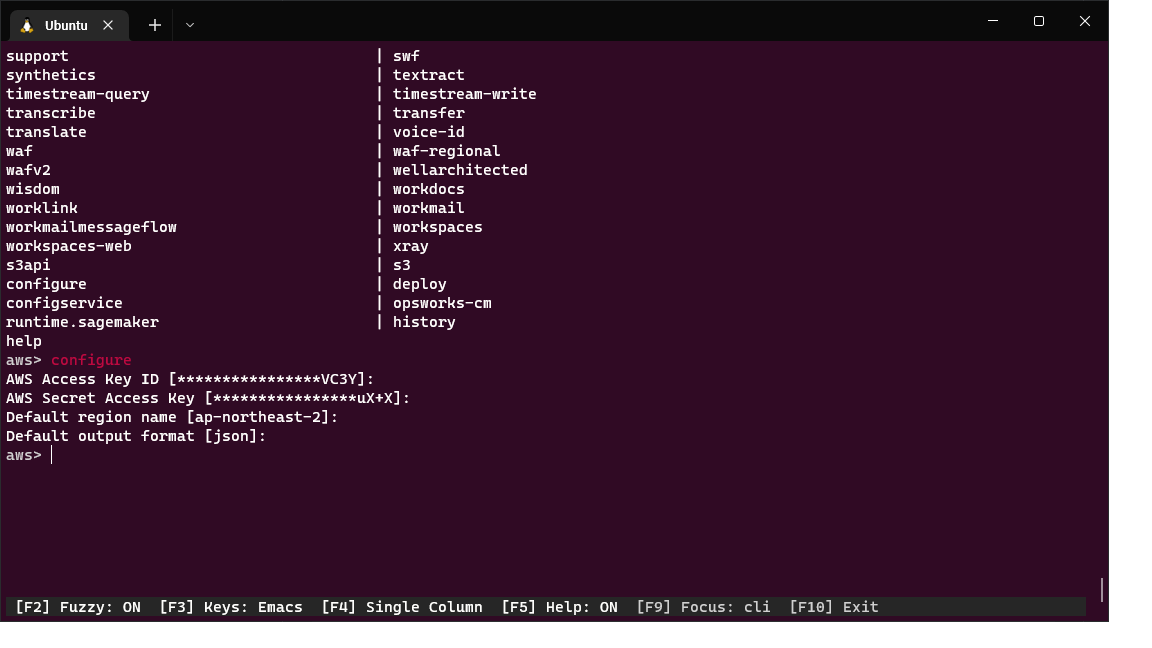 Ubuntu
support | swf
synthetics | textract
timestream-query | timestream-write
transcribe | transfer
translate | voice-id
waf | waf-regional
wafv2 | wellarchitected
wisdom | workdocs
worklink | workmail
workmailmessageflow | workspaces
workspaces-web | xray
s3api | s3
configure | deploy
configservice | opsworks-cm
runtime.sagemaker | history
help
aws> configure
AWS Access Key ID [****************VC3Y]:
AWS Secret Access Key [****************uX+X]:
Default region name [ap-northeast-2]:
Default output format [json]:
aws>
[F2] Fuzzy: ON [F3] Keys: Emacs [F4] Single Column [F5] Help: ON [F9] Focus: cli [F10] Exit